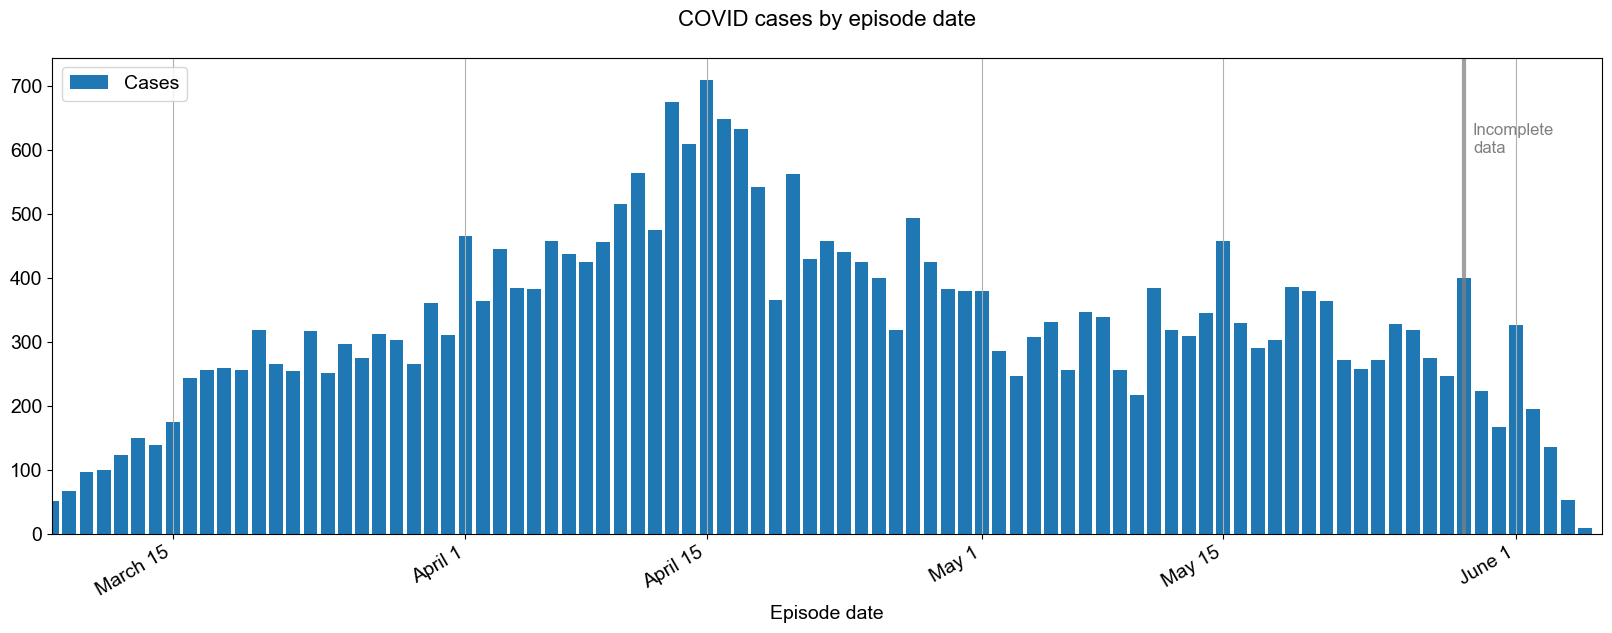 COVID cases by episode date
Cases
700
600
500
400
300
200
100
0
Incomplete
data
March 15
April 1
April 15
May 1
May 15
June 1
Episode date